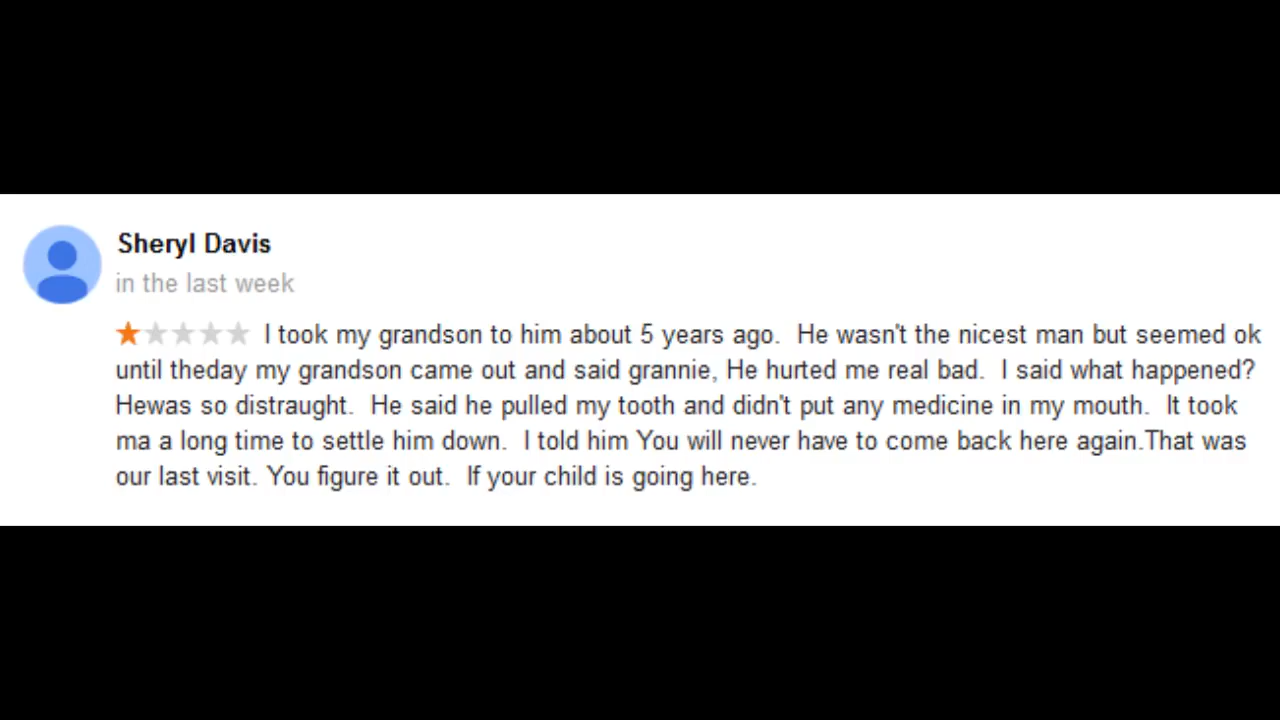 Sheryl Davis
in the last week
I took my grandson to him about 5 years ago.  He wasn't the nicest man but seemed ok
until theday my grandson came out and said grannie, He hurted me real bad.  I said what happened?
Hewas so distraught.  He said he pulled my tooth and didn't put any medicine in my mouth.  It took
ma a long time to settle him down.  I told him You will never have to come back here again.That was
our last visit. You figure it out.  If your child is going here.